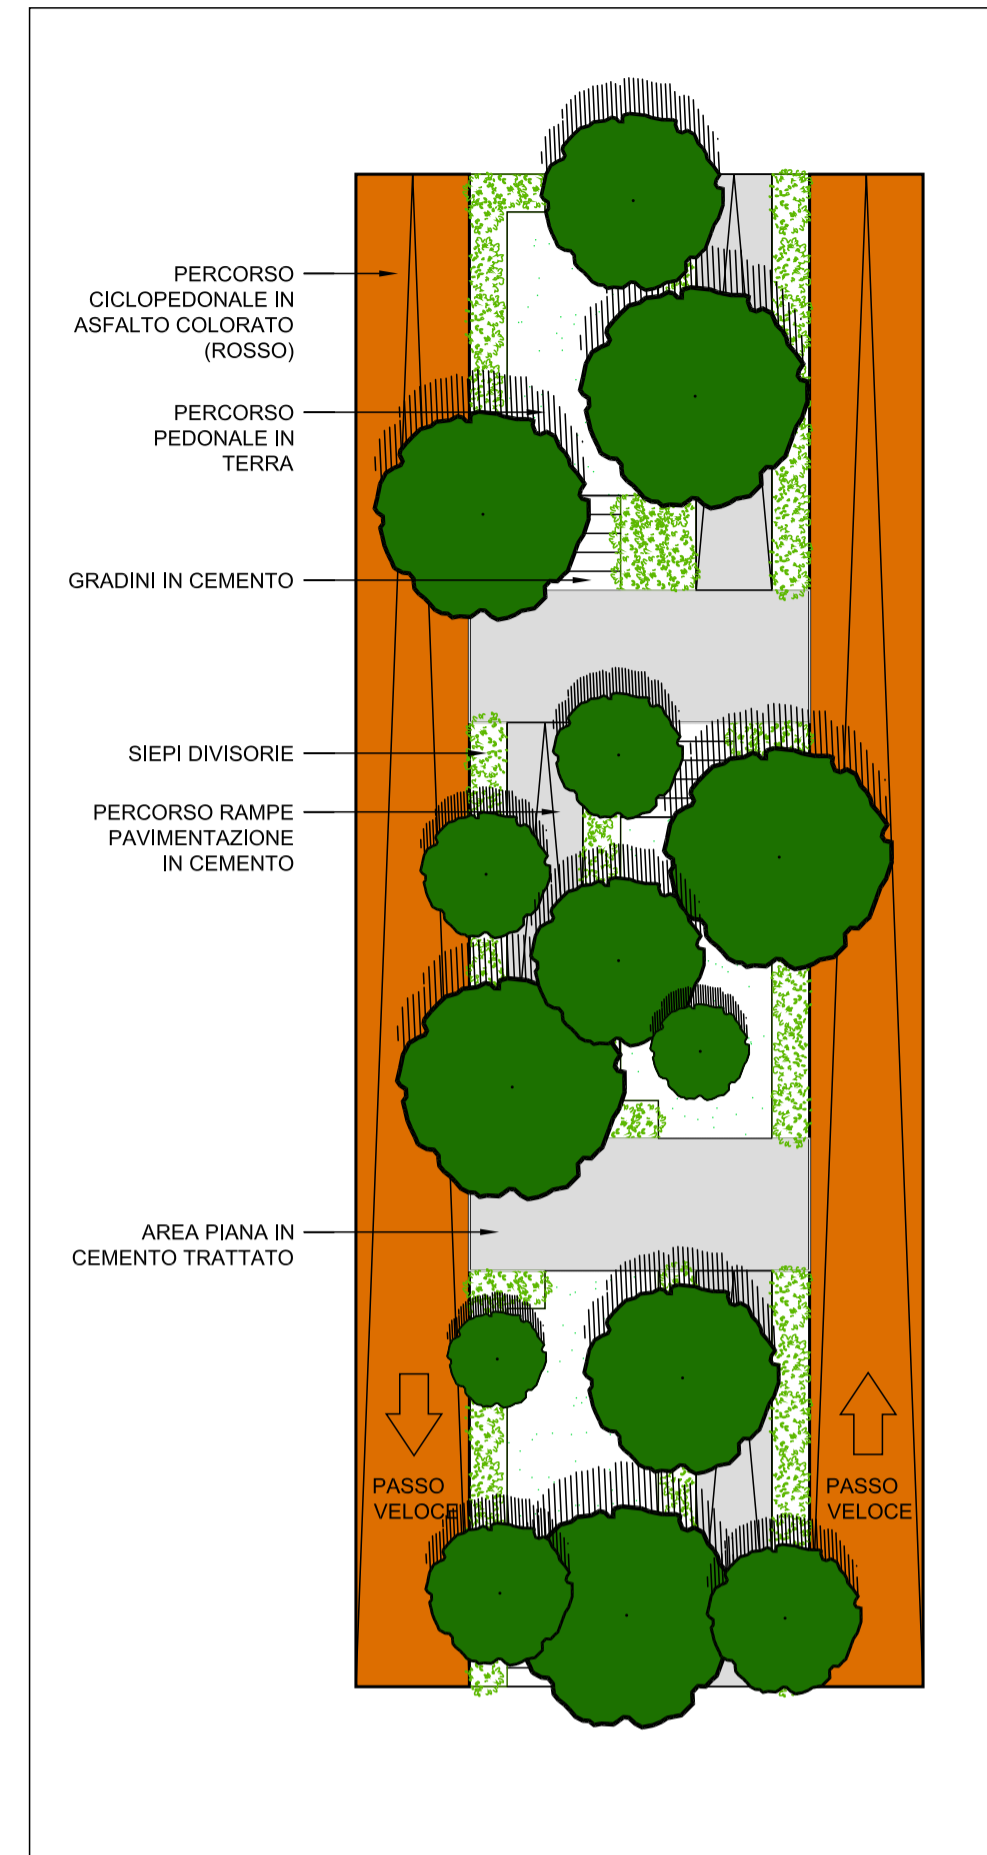 PERCORSO
CICLOPEDONALE IN
ASFALTO COLORATO
(ROSSO)
PERCORSO
PEDONALE IN
TERRA
GRADINI IN CEMENTO
SIEPI DIVISORIE
PERCORSO RAMPE
PAVIMENTAZIONE
IN CEMENTO
AREA PIANA IN
CEMENTO TRATTATO
PASSO
VELOCE
PASSO
VELOCE